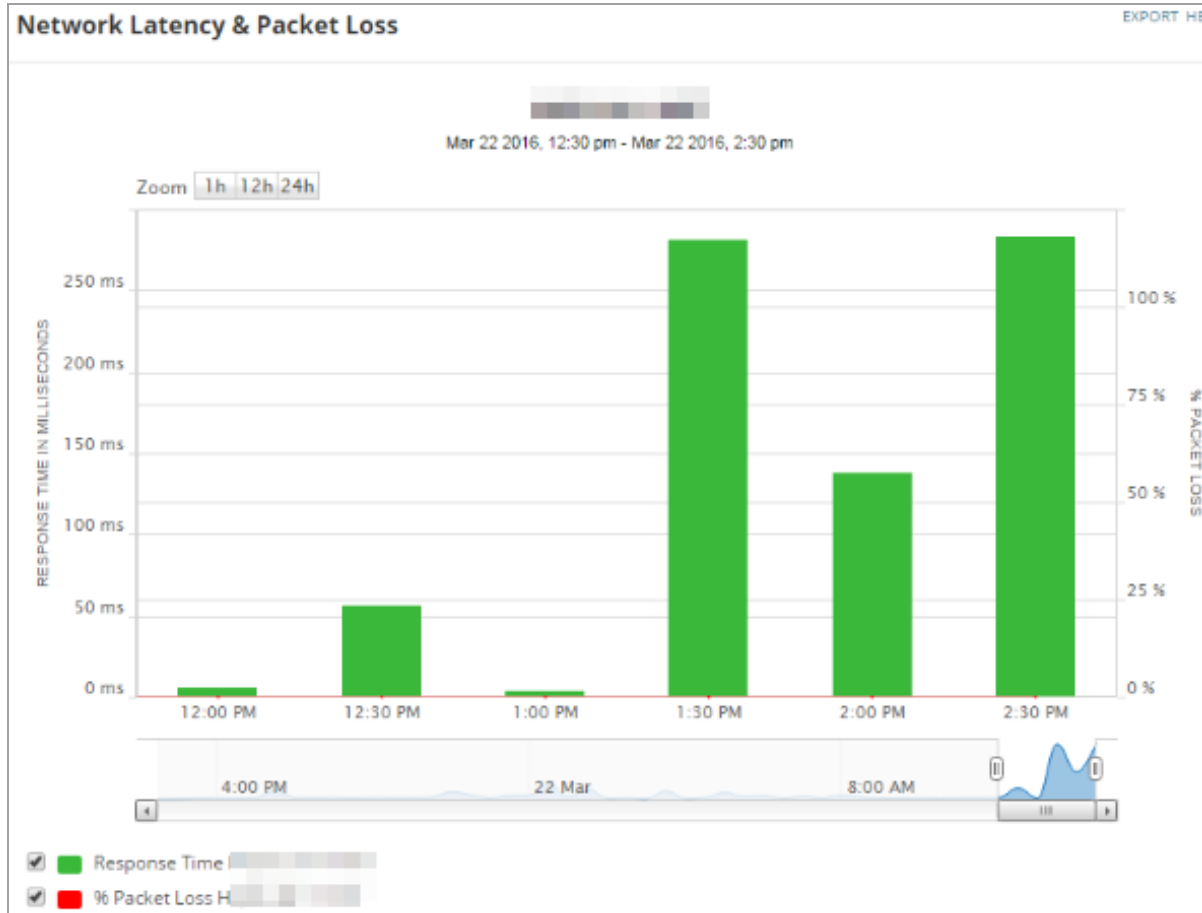 Network Latency & Packet Loss
EXPORT HE
Mar 22 2016, 12:30 pm - Mar 22 2016, 2:30 pm
Zoom 1h 12h 24h
RESPONSE TIME IN MILLISECONDS
250 ms
200 ms
150 ms
100 ms
50 ms
0 ms
100 %
75 %
50 %
25 %
0 %
% PACKET LOSS
12:00 PM 12:30 PM 1:00 PM 1:30 PM 2:00 PM 2:30 PM
4:00 PM 22 Mar 8:00 AM
Response Time
% Packet Loss H